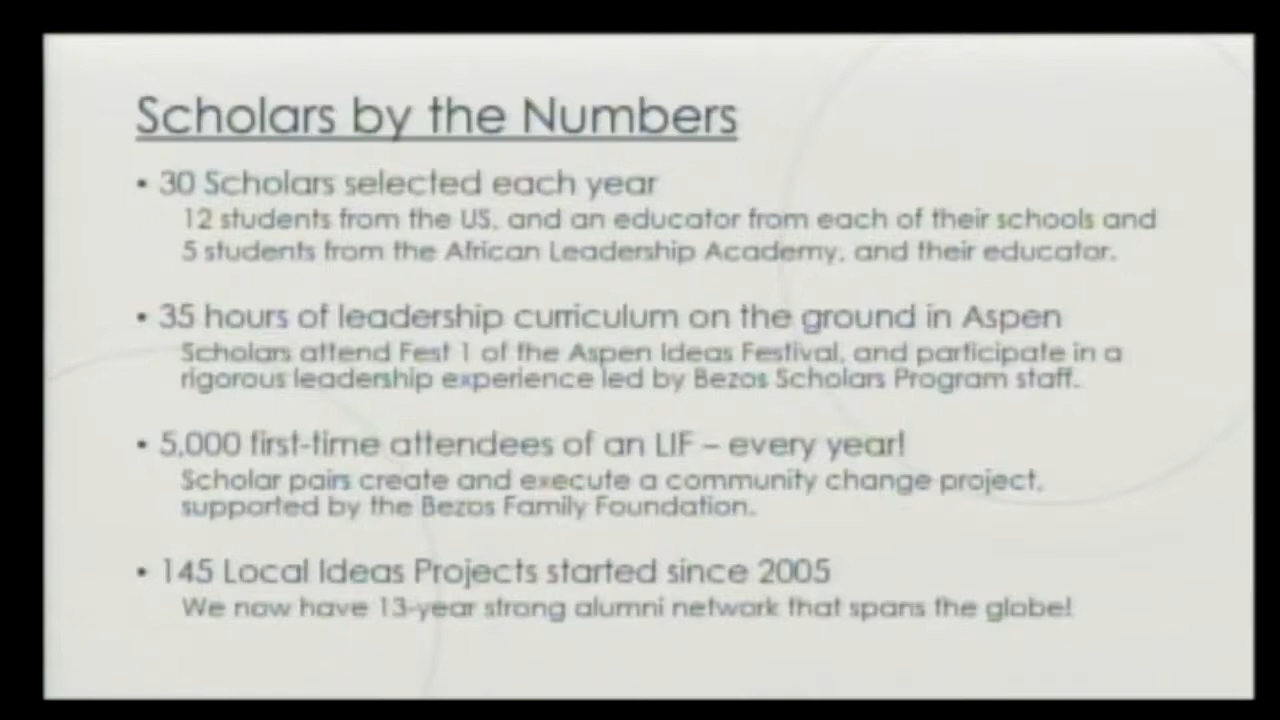 Scholars by the Numbers
• 30 Scholars selected each year
12 students from the US, and an educator from each of their schools and
5 students from the African Leadership Academy, and their educator.
• 35 hours of leadership curriculum on the ground in Aspen
Scholars attend Fest 1 of the Aspen Ideas Festival, and participate in a
rigorous leadership experience led by Bezos Scholars Program staff.
• 5,000 first-time attendees of an LIF – every year!
Scholar pairs create and execute a community change project,
supported by the Bezos Family Foundation.
• 145 Local Ideas Projects started since 2005
We now have 13-year strong alumni network that spans the globe!